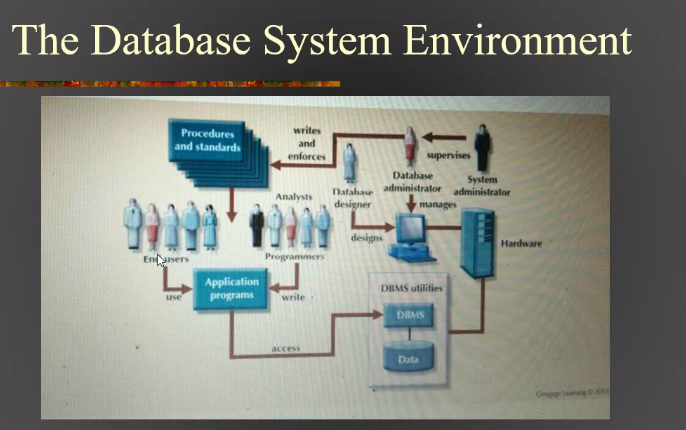 The Database System Environment
Procedures
and standards
writes
and
enforces
supervises
Database
administrator
System
administrator
Analysts
Database
designer
manages
designs
Hardware
End users
Programmers
Application
programs
use
write
DBMS utilities
DBMS
Data
access
Cengage Learning ©